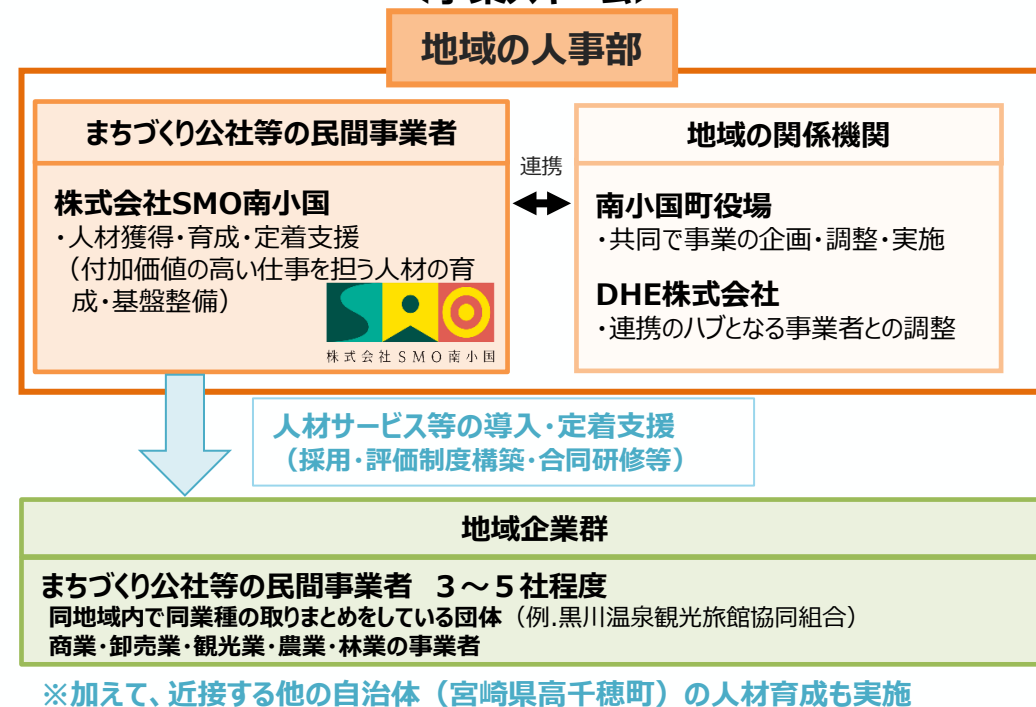 地域の人事部
まちづくり公社等の民間事業者
株式会社SMO南小国
・人材獲得・育成・定着支援
（付加価値の高い仕事を担う人材の育
成・基盤整備）
SMO
株式会社SMO南小国
連携
地域の関係機関
南小国町役場
・共同で事業の企画・調整・実施
DHE株式会社
・連携のハブとなる事業者との調整
人材サービス等の導入・定着支援
（採用・評価制度構築・合同研修等）
地域企業群
まちづくり公社等の民間事業者　３～５社程度
同地域内で同業種の取りまとめをしている団体（例.黒川温泉観光旅館協同組合）
商業・卸売業・観光業・農業・林業の事業者
※加えて、近接する他の自治体（宮崎県高千穂町）の人材育成も実施